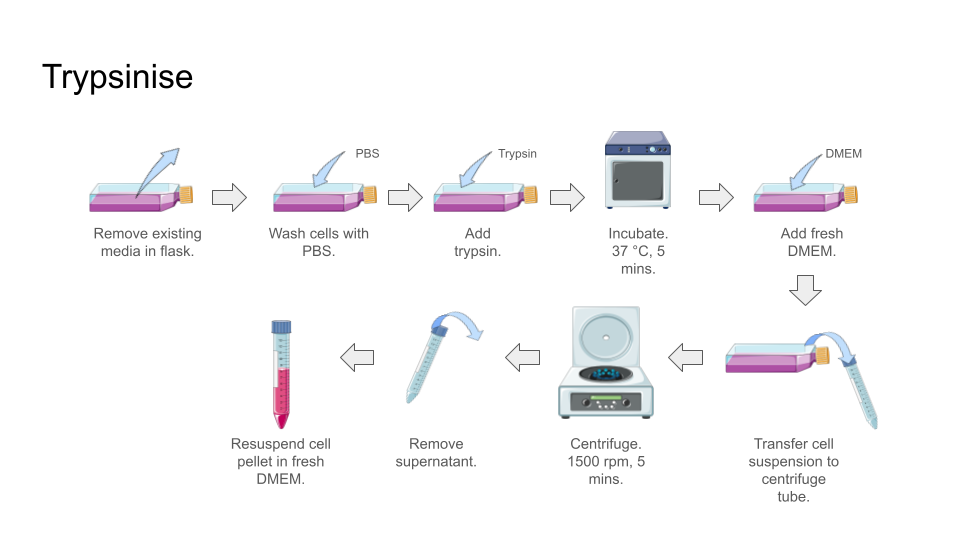 Trypsinise
PBS
Trypsin
DMEM
Remove existing
media in flask.
Wash cells with
PBS.
Add
trypsin.
Incubate.
37 °C, 5
mins.
Add fresh
DMEM.
Transfer cell
suspension to
centrifuge
tube.
Centrifuge.
1500 rpm, 5
mins.
Remove
supernatant.
Resuspend cell
pellet in fresh
DMEM.